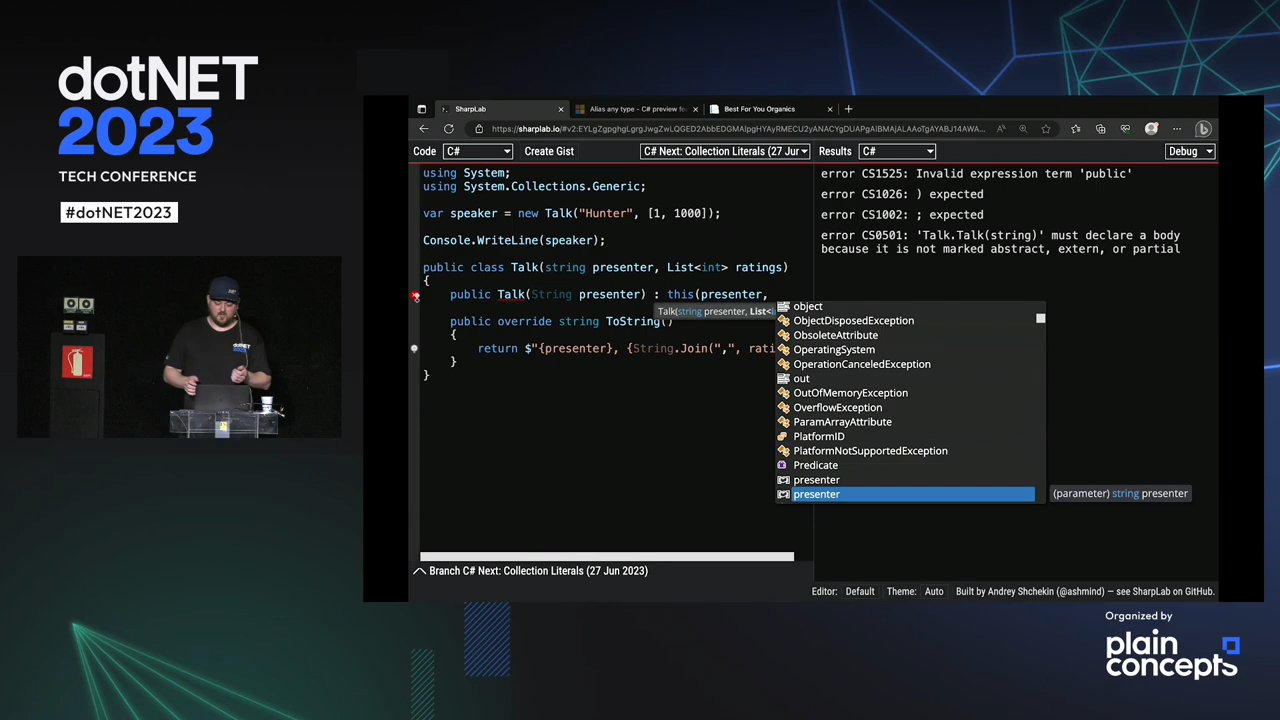 dotNET
2023
TECH CONFERENCE
#dotNET2023
SharpLab
Alias any type - C# preview fe
Best For You Organics
https://sharplab.io/#v2:EYLgZgpghgLgrgJgZwLQGED2AbbEDGMAlpgHYAyRMECU2yANACYgDUAPgAIBMAjALAAoTgAYABJ14AWA...
Code C# Create Gist C# Next: Collection Literals (27 Jur Results C# Debug
using System;
using System.Collections.Generic;
var speaker = new Talk("Hunter", [1, 1000]);
Console.WriteLine(speaker);
public class Talk(string presenter, List<int> ratings)
{
public Talk(String presenter) : this(presenter,
Talk(string presenter, List<i
public override string ToString()
{
return $"{presenter}, {String.Join(",", rati
}
}
object
ObjectDisposedException
ObsoleteAttribute
OperatingSystem
OperationCanceledException
out
OutOfMemoryException
OverflowException
ParamArrayAttribute
PlatformID
PlatformNotSupportedException
Predicate
presenter
presenter
(parameter) string presenter
error CS1525: Invalid expression term 'public'
error CS1026: ) expected
error CS1002: ; expected
error CS0501: 'Talk.Talk(string)' must declare a body
because it is not marked abstract, extern, or partial
Branch C# Next: Collection Literals (27 Jun 2023)
Editor: Default Theme: Auto Built by Andrey Shchekin (@ashmind) — see SharpLab on GitHub.
Organized by
plain
concepts